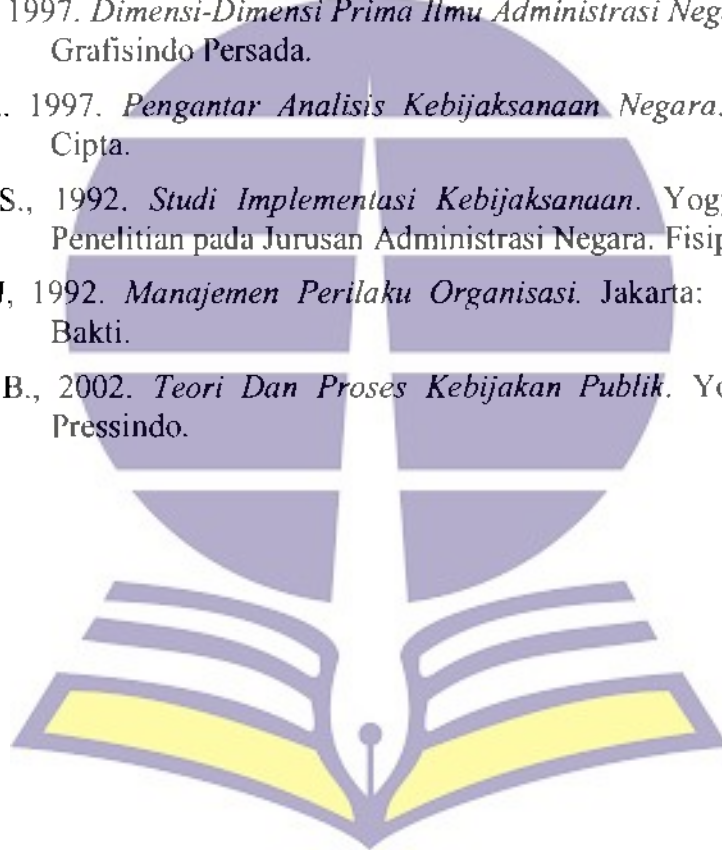 1997. Dimensi-Dimensi Prima Ilmu Administrasi Neg
Grafisindo Persada.
1997. Pengantar Analisis Kebijaksanaan Negara.
Cipta.
S., 1992. Studi Implementasi Kebijaksanaan. Yog
Penelitian pada Jurusan Administrasi Negara. Fisip
J, 1992. Manajemen Perilaku Organisasi. Jakarta:
Bakti.
B., 2002. Teori Dan Proses Kebijakan Publik. Yo
Pressindo.